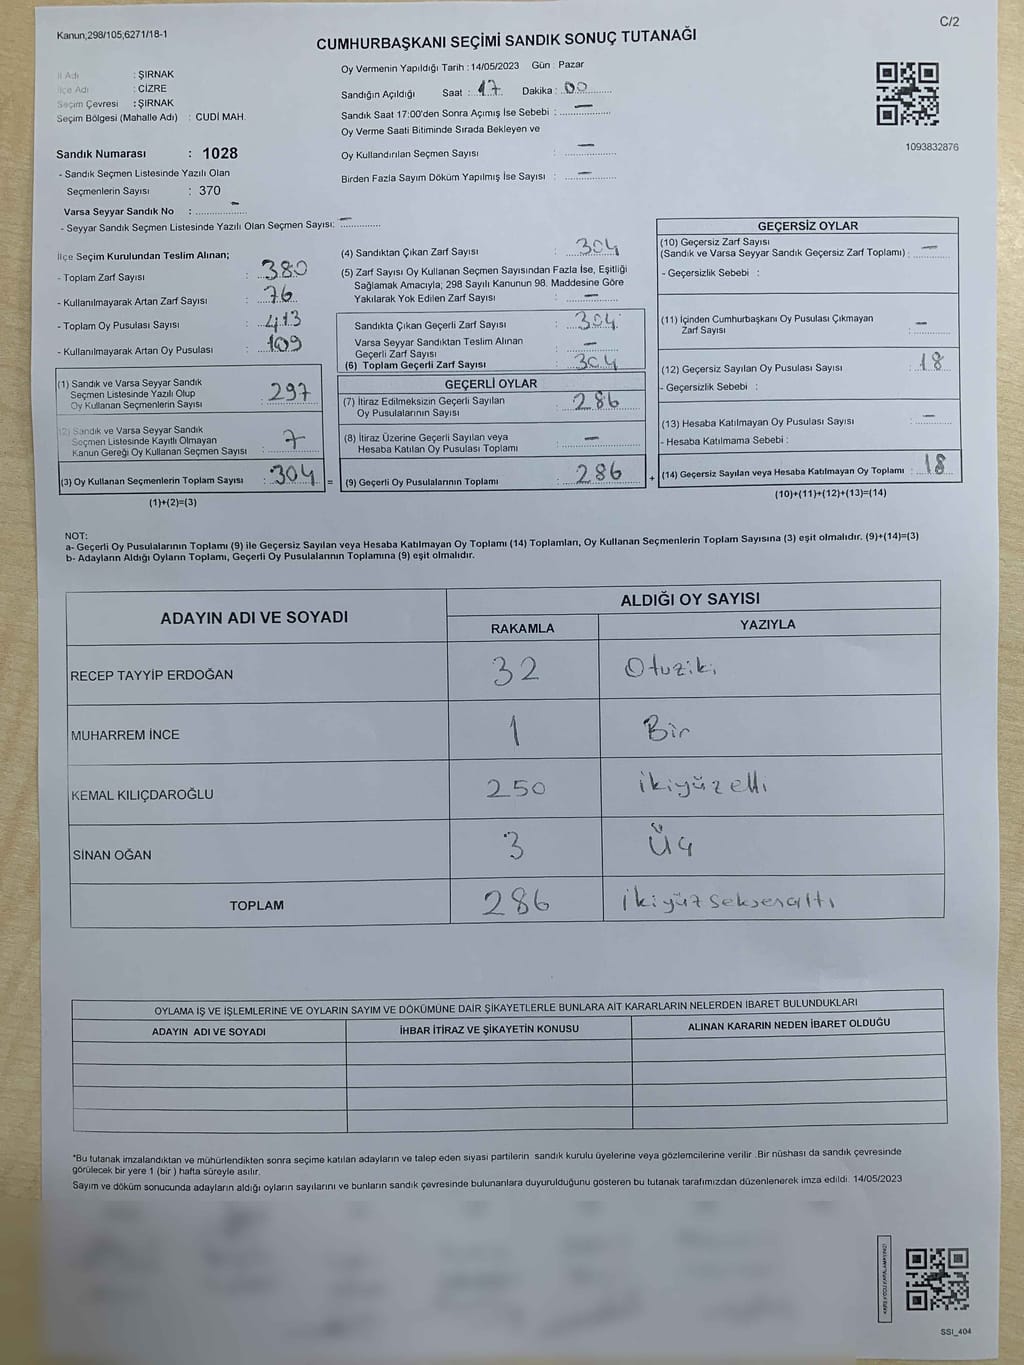 Kanun,298/105;6271/18-1
C/2
CUMHURBAŞKANI SEÇİMİ SANDIK SONUÇ TUTANAĞI
İl Adı : ŞIRNAK
İlçe Adı : CİZRE
Seçim Çevresi : ŞIRNAK
Seçim Bölgesi (Mahalle Adı) : CUDİ MAH.
Oy Vermenin Yapıldığı Tarih : 14/05/2023 Gün : Pazar
Sandığın Açıldığı Saat : 17 Dakika : 00
Sandık Saat 17:00'den Sonra Açımış İse Sebebi : —
Oy Verme Saati Bitiminde Sırada Bekleyen ve
Oy Kullandırılan Seçmen Sayısı : —
Birden Fazla Sayım Döküm Yapılmış İse Sayısı : —
1093832876
Sandık Numarası : 1028
- Sandık Seçmen Listesinde Yazılı Olan
Seçmenlerin Sayısı : 370
Varsa Seyyar Sandık No : —
- Seyyar Sandık Seçmen Listesinde Yazılı Olan Seçmen Sayısı: —
İlçe Seçim Kurulundan Teslim Alınan;
- Toplam Zarf Sayısı : 380
- Kullanılmayarak Artan Zarf Sayısı : 76
- Toplam Oy Pusulası Sayısı : 413
- Kullanılmayarak Artan Oy Pusulası : 109
(1) Sandık ve Varsa Seyyar Sandık
Seçmen Listesinde Yazılı Olup
Oy Kullanan Seçmenlerin Sayısı : 297
(2) Sandık ve Varsa Seyyar Sandık
Seçmen Listesinde Kayıtlı Olmayan
Kanun Gereği Oy Kullanan Seçmen Sayısı : 7
(3) Oy Kullanan Seçmenlerin Toplam Sayısı : 304 =
(1)+(2)=(3)
(4) Sandıktan Çıkan Zarf Sayısı : 304
(5) Zarf Sayısı Oy Kullanan Seçmen Sayısından Fazla İse, Eşitliği
Sağlamak Amacıyla; 298 Sayılı Kanunun 98. Maddesine Göre
Yakılarak Yok Edilen Zarf Sayısı : —
Sandıkta Çıkan Geçerli Zarf Sayısı : 304
Varsa Seyyar Sandıktan Teslim Alınan
Geçerli Zarf Sayısı : —
(6) Toplam Geçerli Zarf Sayısı : 304
GEÇERLİ OYLAR
(7) İtiraz Edilmeksizin Geçerli Sayılan
Oy Pusulalarının Sayısı : 286
(8) İtiraz Üzerine Geçerli Sayılan veya
Hesaba Katılan Oy Pusulası Toplamı : —
(9) Geçerli Oy Pusulalarının Toplamı : 286 +
GEÇERSİZ OYLAR
(10) Geçersiz Zarf Sayısı
(Sandık ve Varsa Seyyar Sandık Geçersiz Zarf Toplamı) : —
- Geçersizlik Sebebi :
(11) İçinden Cumhurbaşkanı Oy Pusulası Çıkmayan
Zarf Sayısı : —
(12) Geçersiz Sayılan Oy Pusulası Sayısı : 18
- Geçersizlik Sebebi :
(13) Hesaba Katılmayan Oy Pusulası Sayısı : —
- Hesaba Katılmama Sebebi :
(14) Geçersiz Sayılan veya Hesaba Katılmayan Oy Toplamı : 18
(10)+(11)+(12)+(13)=(14)
NOT:
a- Geçerli Oy Pusulalarının Toplamı (9) ile Geçersiz Sayılan veya Hesaba Katılmayan Oy Toplamı (14) Toplamları, Oy Kullanan Seçmenlerin Toplam Sayısına (3) eşit olmalıdır. (9)+(14)=(3)
b- Adayların Aldığı Oyların Toplamı, Geçerli Oy Pusulalarının Toplamına (9) eşit olmalıdır.
ADAYIN ADI VE SOYADI ALDIĞI OY SAYISI
RAKAMLA YAZIYLA
RECEP TAYYİP ERDOĞAN 32 Otuziki
MUHARREM İNCE 1 Bir
KEMAL KILIÇDAROĞLU 250 ikiyüzelli
SİNAN OĞAN 3 Üç
TOPLAM 286 ikiyüzseksenaltı
OYLAMA İŞ VE İŞLEMLERİNE VE OYLARIN SAYIM VE DÖKÜMÜNE DAİR ŞİKAYETLERLE BUNLARA AİT KARARLARIN NELERDEN İBARET BULUNDUKLARI
ADAYIN ADI VE SOYADI İHBAR İTİRAZ VE ŞİKAYETİN KONUSU ALINAN KARARIN NEDEN İBARET OLDUĞU
*Bu tutanak imzalandıktan ve mühürlendikten sonra seçime katılan adayların ve talep eden siyasi partilerin sandık kurulu üyelerine veya gözlemcilerine verilir .Bir nüshası da sandık çevresinde
görülecek bir yere 1 (bir ) hafta süreyle asılır.
Sayım ve döküm sonucunda adayların aldığı oyların sayılarını ve bunların sandık çevresinde bulunanlara duyurulduğunu gösteren bu tutanak tarafımızdan düzenlenerek imza edildi. 14/05/2023
SSI_404